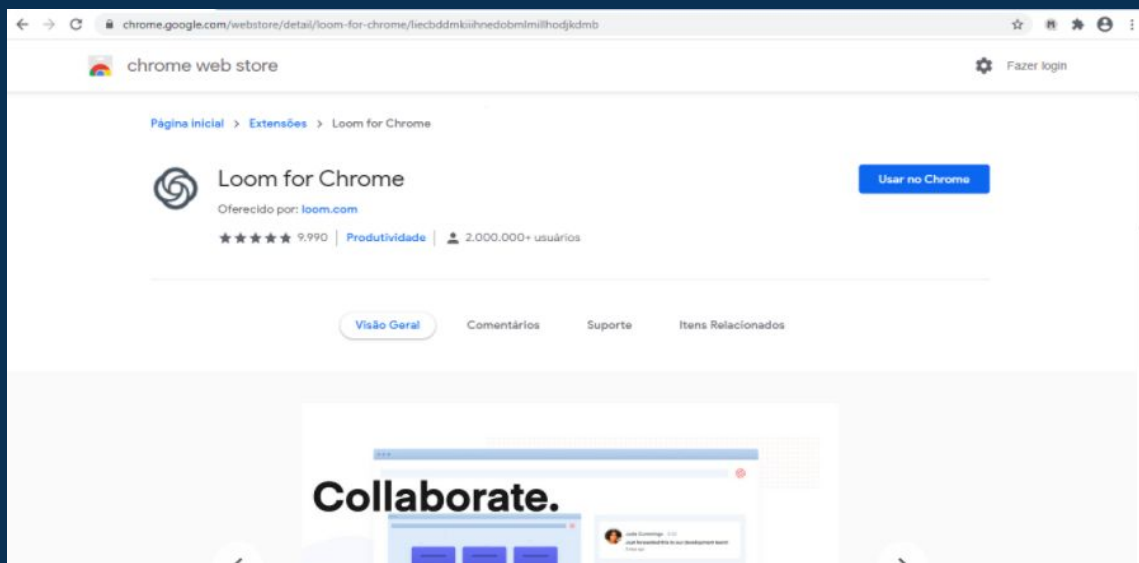 chrome.google.com/webstore/detail/loom-for-chrome/liecbddmkiiihnedobmlmillhodjkdmb
chrome web store
Fazer login
Página inicial > Extensões > Loom for Chrome
Loom for Chrome
Usar no Chrome
Oferecido por: loom.com
9.990 | Produtividade | 2.000.000+ usuários
Visão Geral
Comentários
Suporte
Itens Relacionados
Collaborate.